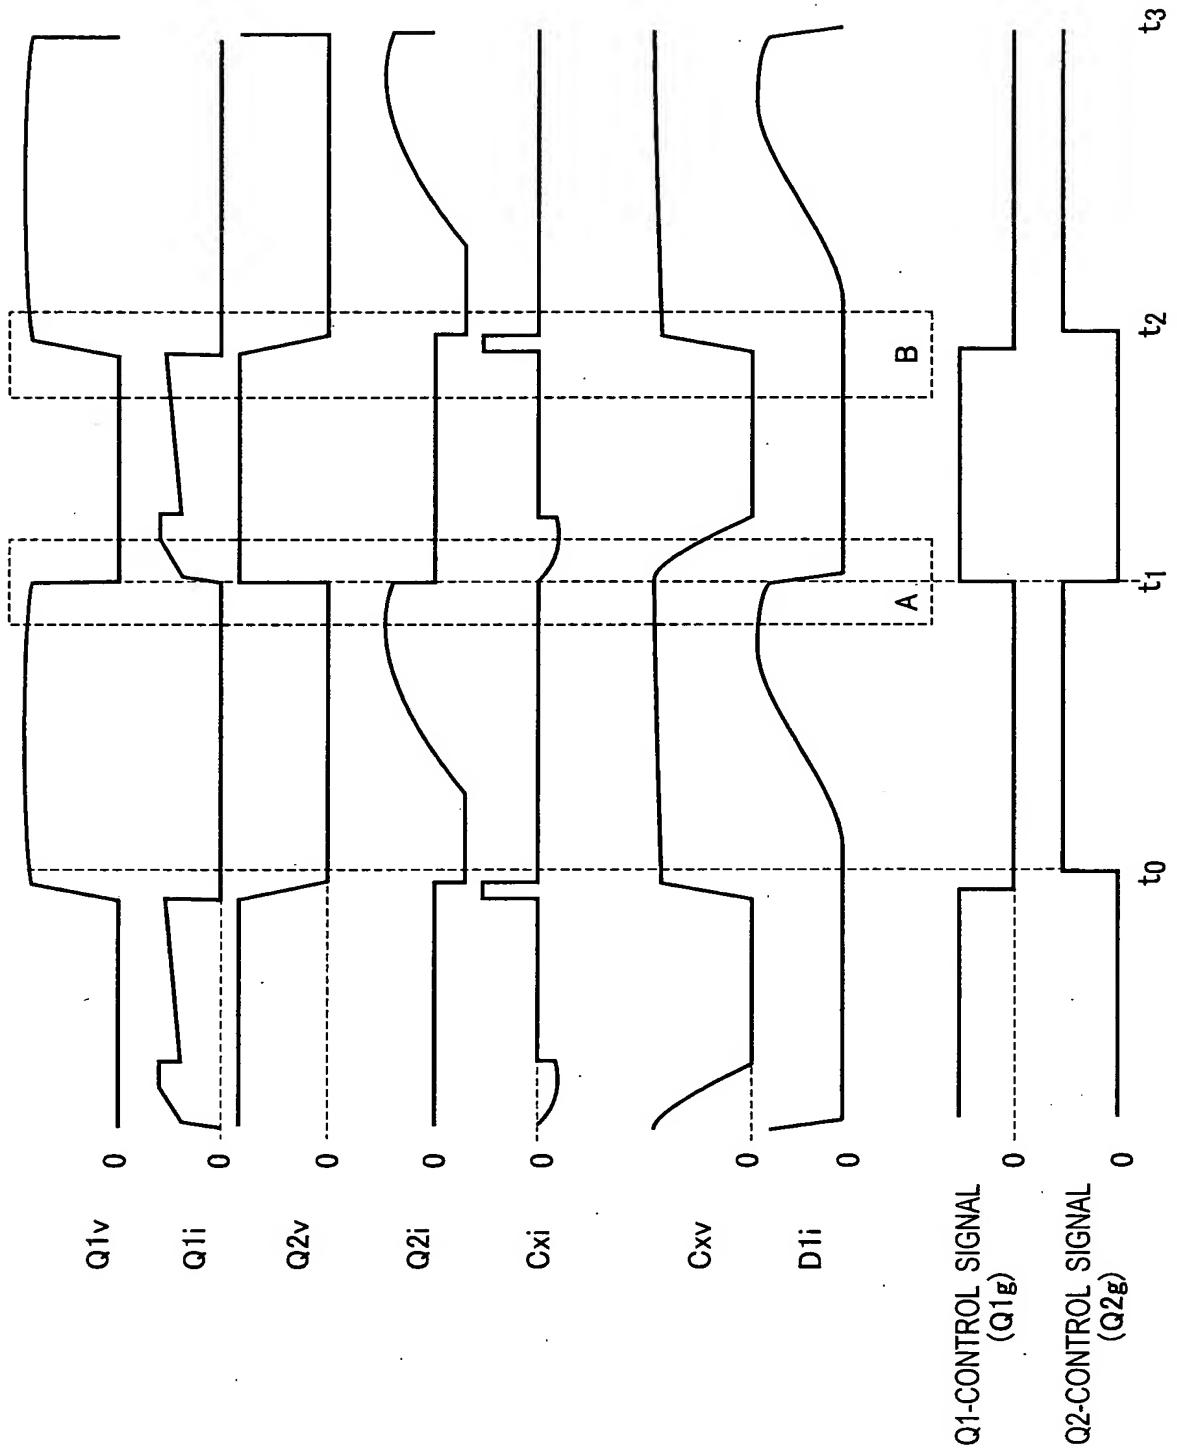 Q1v 0
Q1i 0
Q2v 0
Q2i 0
Cxi 0
Cxv 0
D1i 0
Q1-CONTROL SIGNAL
(Q1g) 0
Q2-CONTROL SIGNAL
(Q2g) 0
A
B
t0 t1 t2 t3